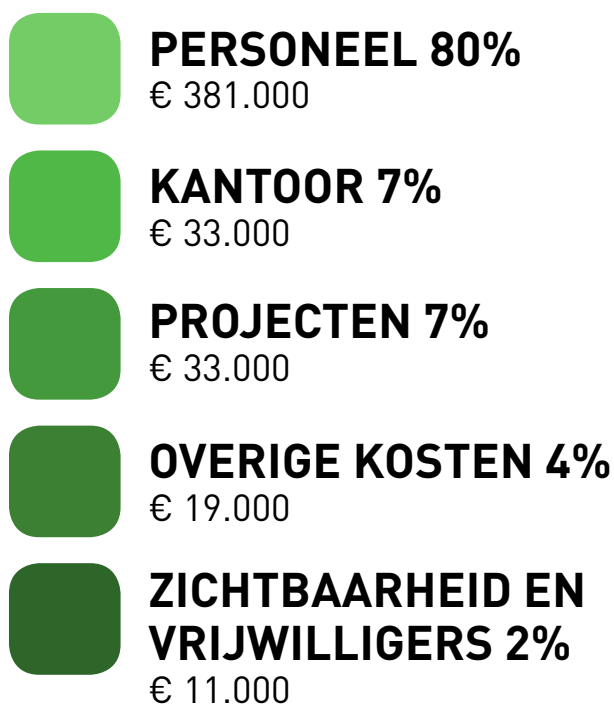 PERSONEEL 80%
€ 381.000
KANTOOR 7%
€ 33.000
PROJECTEN 7%
€ 33.000
OVERIGE KOSTEN 4%
€ 19.000
ZICHTBAARHEID EN
VRIJWILLIGERS 2%
€ 11.000